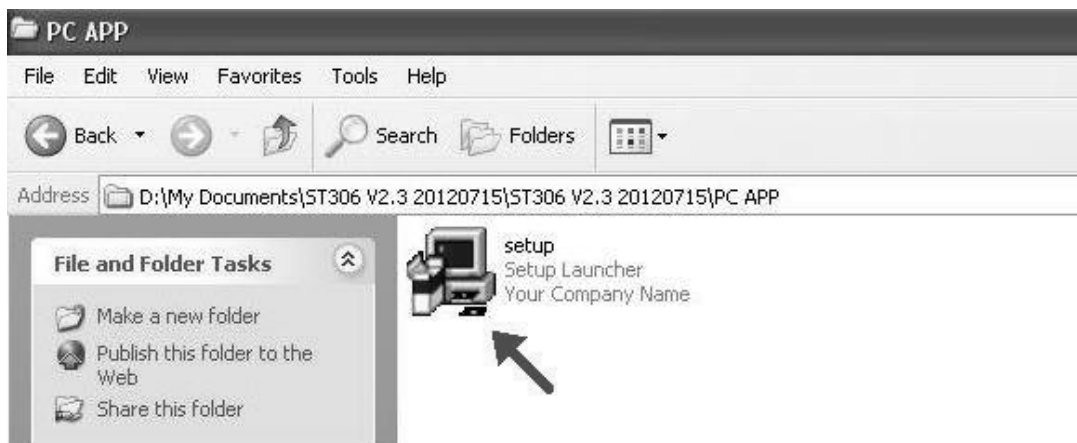 PC APP
File Edit View Favorites Tools Help
Back Search Folders
Address D:\My Documents\ST306 V2.3 20120715\ST306 V2.3 20120715\PC APP
File and Folder Tasks
Make a new folder
Publish this folder to the
Web
Share this folder
setup
Setup Launcher
Your Company Name